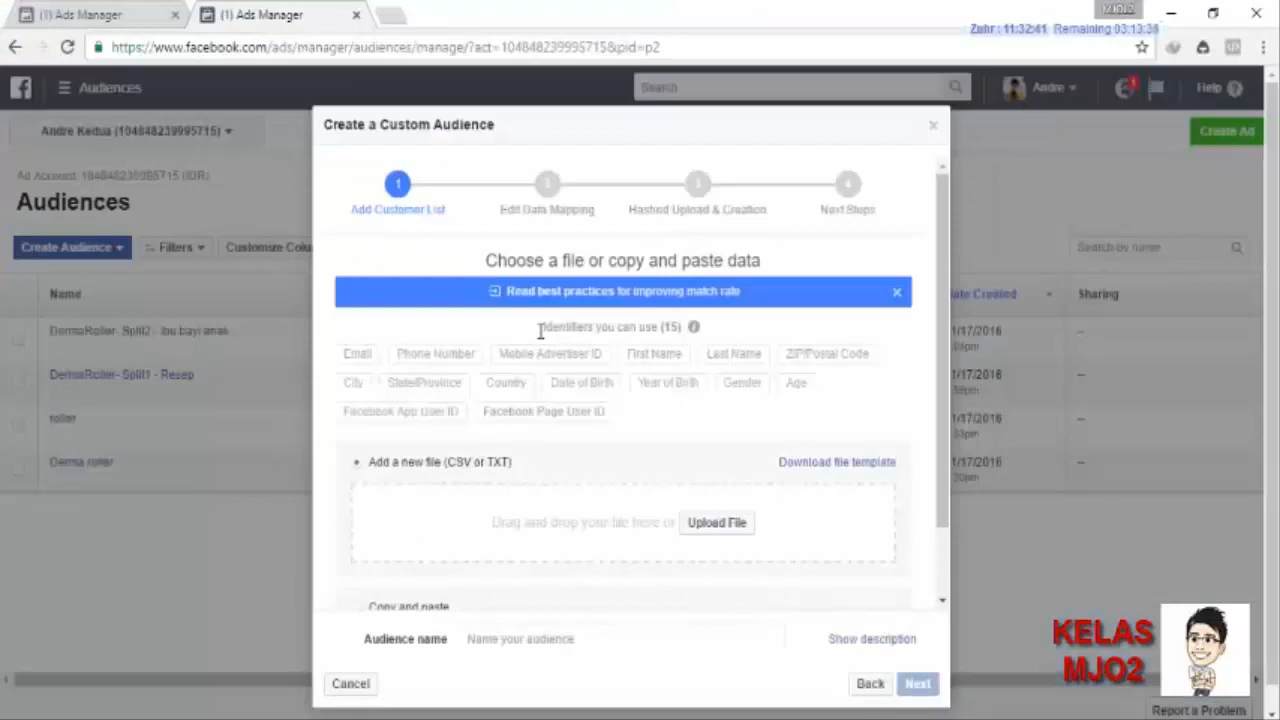 (1) Ads Manager
(1) Ads Manager
MJO2
Zuhr : 11:32:41 Remaining 03:13:36
https://www.facebook.com/ads/manager/audiences/manage/?act=104848239995715&pid=p2
Audiences
Search
Andre
1
Help
Andre Kedua (104848239995715)
Create Ad
Ad Account: 104848239995715 (IDR)
Audiences
Create Audience
Filters
Customize Colu
Search by name
Name
Date Created
Sharing
DermaRoller- Split2 - Ibu bayi anak
1/17/2016
--
DermaRoller- Split1 - Resep
1/17/2016
--
roller
1/17/2016
--
Derma roller
1/17/2016
--
Create a Custom Audience
1
2
3
4
Add Customer List
Edit Data Mapping
Hashed Upload & Creation
Next Steps
Choose a file or copy and paste data
Read best practices for improving match rate
Identifiers you can use (15)
Email
Phone Number
Mobile Advertiser ID
First Name
Last Name
ZIP/Postal Code
City
State/Province
Country
Date of Birth
Year of Birth
Gender
Age
Facebook App User ID
Facebook Page User ID
Add a new file (CSV or TXT)
Download file template
Drag and drop your file here or
Upload File
Copy and paste
Audience name
Name your audience
Show description
Cancel
Back
Next
KELAS
MJO2
Report a Problem